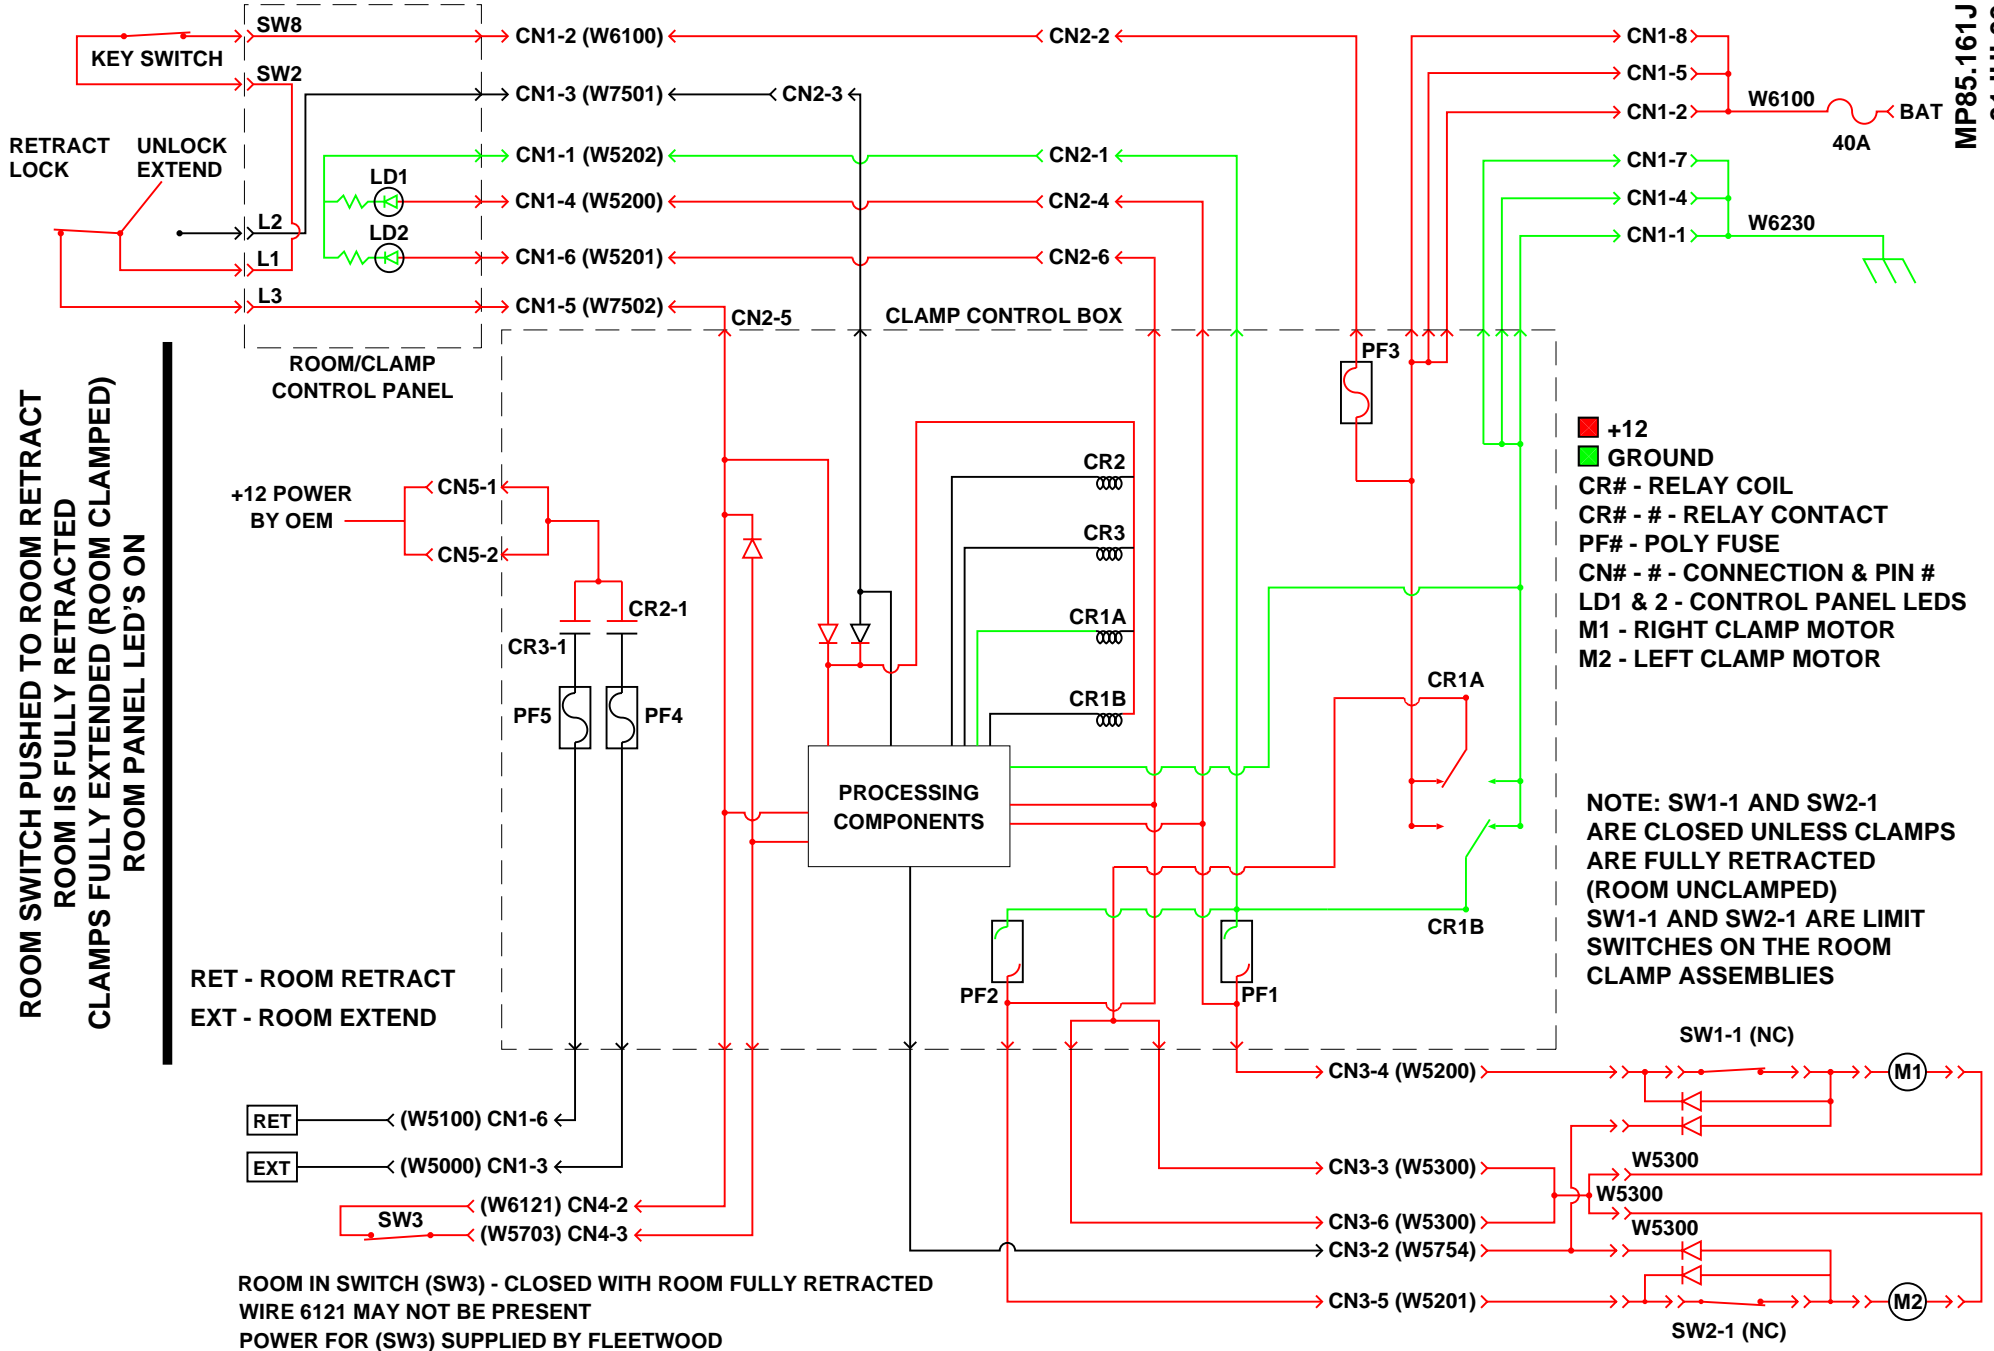 SW8
CN1-2 (W6100)
CN2-2
KEY SWITCH
SW2
CN1-3 (W7501)
CN2-3
RETRACT
LOCK
UNLOCK
EXTEND
CN1-1 (W5202)
CN2-1
LD1
CN1-4 (W5200)
CN2-4
L2
LD2
L1
CN1-6 (W5201)
CN2-6
L3
CN1-5 (W7502)
CN2-5
CLAMP CONTROL BOX
ROOM/CLAMP
CONTROL PANEL
CN1-8
CN1-5
CN1-2
W6100
BAT
40A
CN1-7
CN1-4
CN1-1
W6230
MP85.161J
PF3
ROOM SWITCH PUSHED TO ROOM RETRACT
ROOM IS FULLY RETRACTED
CLAMPS FULLY EXTENDED (ROOM CLAMPED)
ROOM PANEL LED'S ON
+12 POWER
BY OEM
CN5-1
CN5-2
CR2
CR3
CR1A
CR1B
CR3-1
CR2-1
PF5
PF4
PROCESSING
COMPONENTS
CR1A
CR1B
PF2
PF1
+12
GROUND
CR# - RELAY COIL
CR# - # - RELAY CONTACT
PF# - POLY FUSE
CN# - # - CONNECTION & PIN #
LD1 & 2 - CONTROL PANEL LEDS
M1 - RIGHT CLAMP MOTOR
M2 - LEFT CLAMP MOTOR
NOTE: SW1-1 AND SW2-1
ARE CLOSED UNLESS CLAMPS
ARE FULLY RETRACTED
(ROOM UNCLAMPED)
SW1-1 AND SW2-1 ARE LIMIT
SWITCHES ON THE ROOM
CLAMP ASSEMBLIES
RET - ROOM RETRACT
EXT - ROOM EXTEND
RET
(W5100) CN1-6
EXT
(W5000) CN1-3
(W6121) CN4-2
SW3
(W5703) CN4-3
SW1-1 (NC)
CN3-4 (W5200)
M1
CN3-3 (W5300)
W5300
W5300
CN3-6 (W5300)
W5300
CN3-2 (W5754)
CN3-5 (W5201)
M2
SW2-1 (NC)
ROOM IN SWITCH (SW3) - CLOSED WITH ROOM FULLY RETRACTED
WIRE 6121 MAY NOT BE PRESENT
POWER FOR (SW3) SUPPLIED BY FLEETWOOD